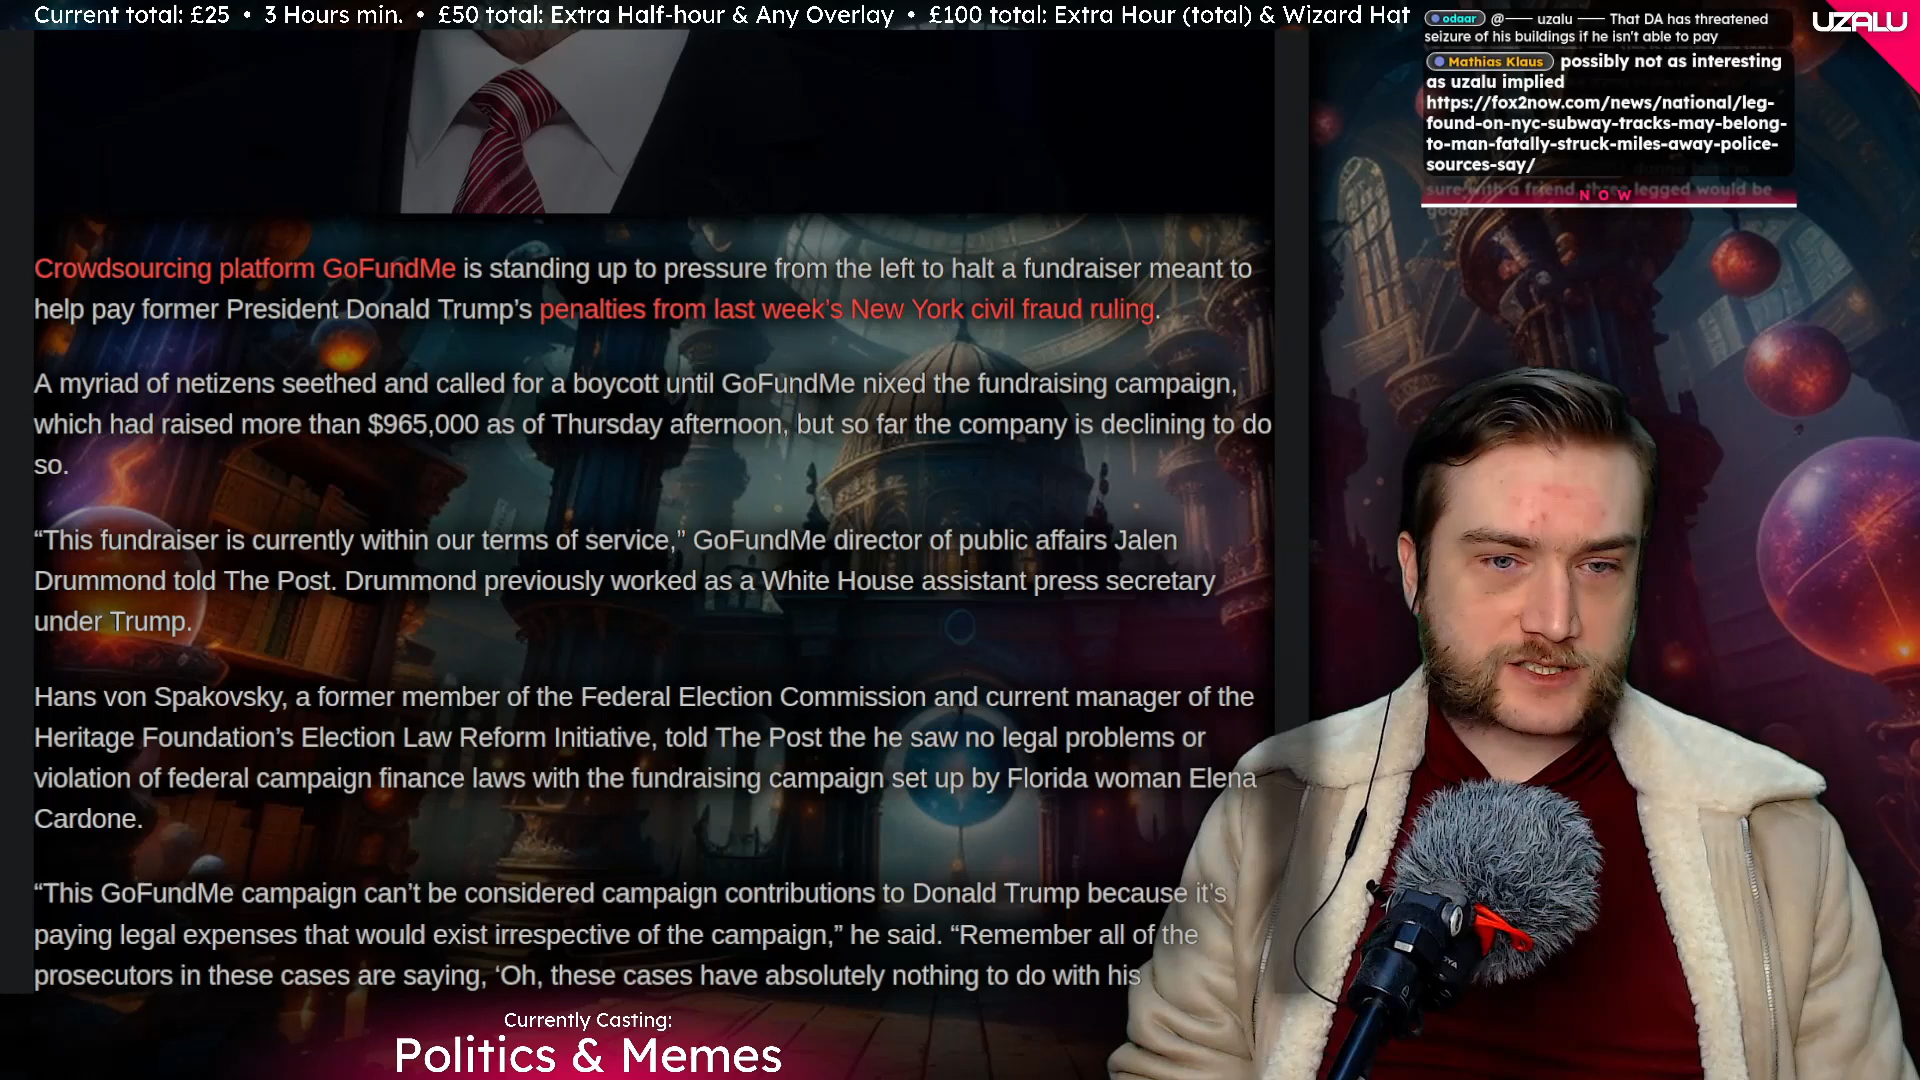 Current total: £25 • 3 Hours min. • £50 total: Extra Half-hour & Any Overlay • £100 total: Extra Hour (total) & Wizard Hat
odaar @— uzalu — That DA has threatened
seizure of his buildings if he isn't able to pay
Mathias Klaus possibly not as interesting
as uzalu implied
https://fox2now.com/news/national/leg-
found-on-nyc-subway-tracks-may-belong-
to-man-fatally-struck-miles-away-police-
sources-say/
sure with a friend, three legged would be
good
NOW
UZALU
Crowdsourcing platform GoFundMe is standing up to pressure from the left to halt a fundraiser meant to
help pay former President Donald Trump’s penalties from last week’s New York civil fraud ruling.
A myriad of netizens seethed and called for a boycott until GoFundMe nixed the fundraising campaign,
which had raised more than $965,000 as of Thursday afternoon, but so far the company is declining to do
so.
“This fundraiser is currently within our terms of service,” GoFundMe director of public affairs Jalen
Drummond told The Post. Drummond previously worked as a White House assistant press secretary
under Trump.
Hans von Spakovsky, a former member of the Federal Election Commission and current manager of the
Heritage Foundation’s Election Law Reform Initiative, told The Post the he saw no legal problems or
violation of federal campaign finance laws with the fundraising campaign set up by Florida woman Elena
Cardone.
“This GoFundMe campaign can’t be considered campaign contributions to Donald Trump because it’s
paying legal expenses that would exist irrespective of the campaign,” he said. “Remember all of the
prosecutors in these cases are saying, ‘Oh, these cases have absolutely nothing to do with his
Currently Casting:
Politics & Memes